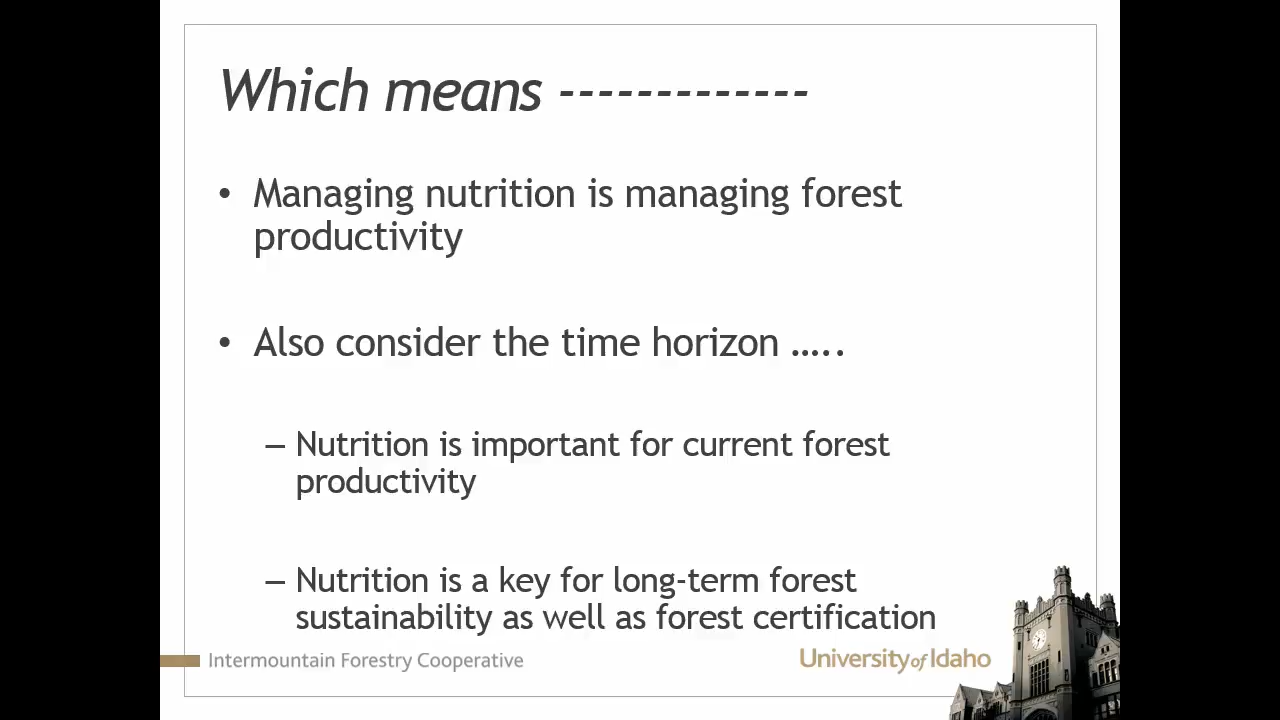 Which means -------------
• Managing nutrition is managing forest
productivity
• Also consider the time horizon …..
– Nutrition is important for current forest
productivity
– Nutrition is a key for long-term forest
sustainability as well as forest certification
Intermountain Forestry Cooperative
University of Idaho